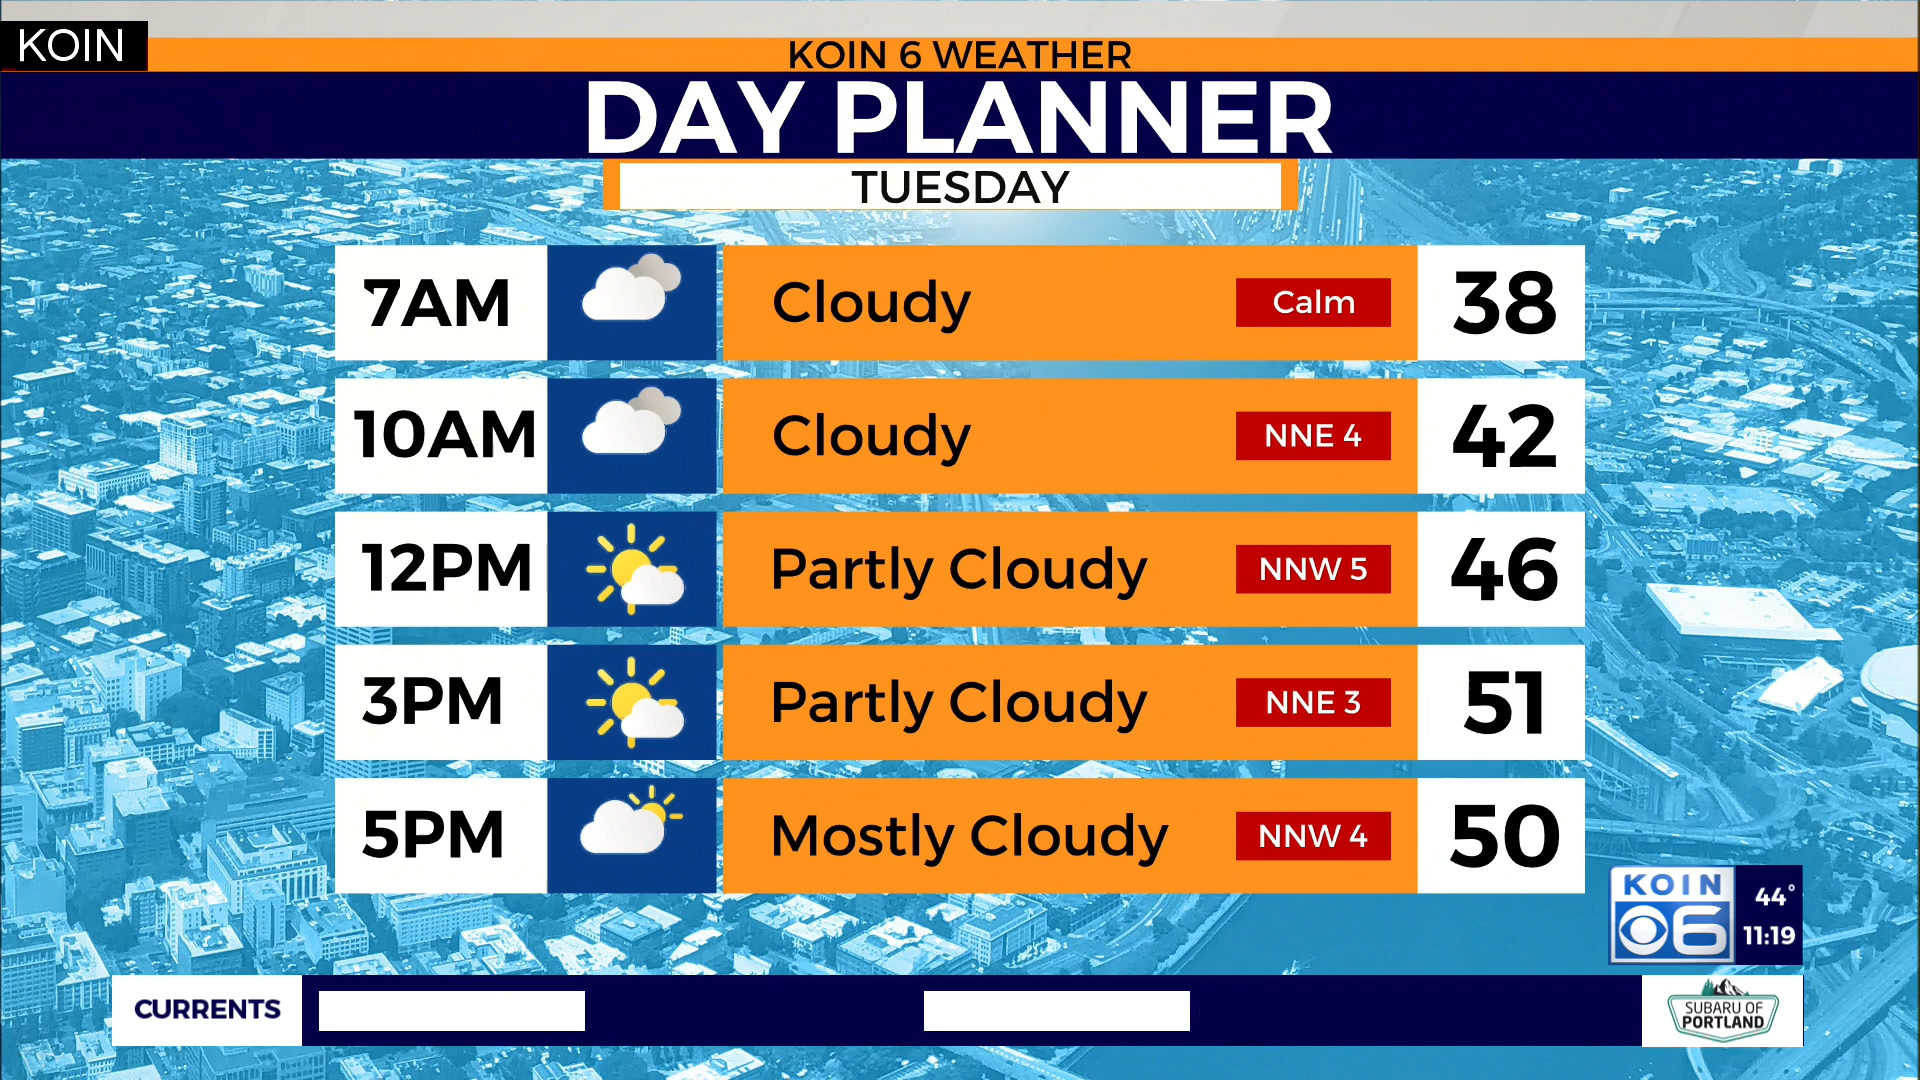 KOIN
KOIN 6 WEATHER
DAY PLANNER
TUESDAY
7AM Cloudy Calm 38
10AM Cloudy NNE 4 42
12PM Partly Cloudy NNW 5 46
3PM Partly Cloudy NNE 3 51
5PM Mostly Cloudy NNW 4 50
KOIN
6
44°
11:19
CURRENTS
SUBARU OF
PORTLAND